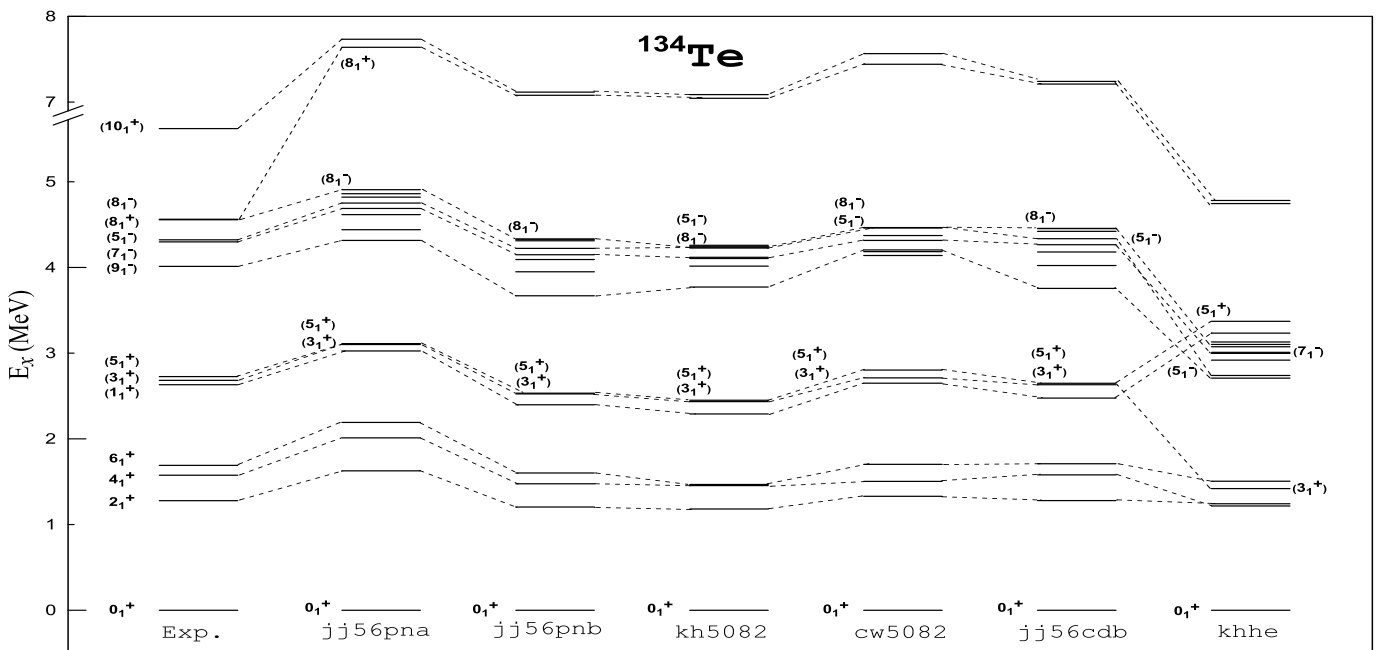 8
¹³⁴Te
(8₁⁺)
7
(10₁⁺)
5
(8₁⁻) (8₁⁻) (8₁⁻) (5₁⁻) (8₁⁻) (8₁⁻)
(8₁⁺) (8₁⁻) (5₁⁻) (5₁⁻)
(5₁⁻)
(7₁⁻)
(9₁⁻)
4
Eₓ (MeV)
(5₁⁺)
3
(5₁⁺) (5₁⁺) (5₁⁺) (5₁⁺) (5₁⁺) (5₁⁺) (7₁⁻)
(3₁⁺) (3₁⁺) (3₁⁺) (3₁⁺) (3₁⁺) (3₁⁺) (5₁⁻)
(1₁⁺)
2
6₁⁺
4₁⁺ (3₁⁺)
2₁⁺
1
0 0₁⁺ 0₁⁺ 0₁⁺ 0₁⁺ 0₁⁺ 0₁⁺ 0₁⁺
Exp. jj56pna jj56pnb kh5082 cw5082 jj56cdb khhe